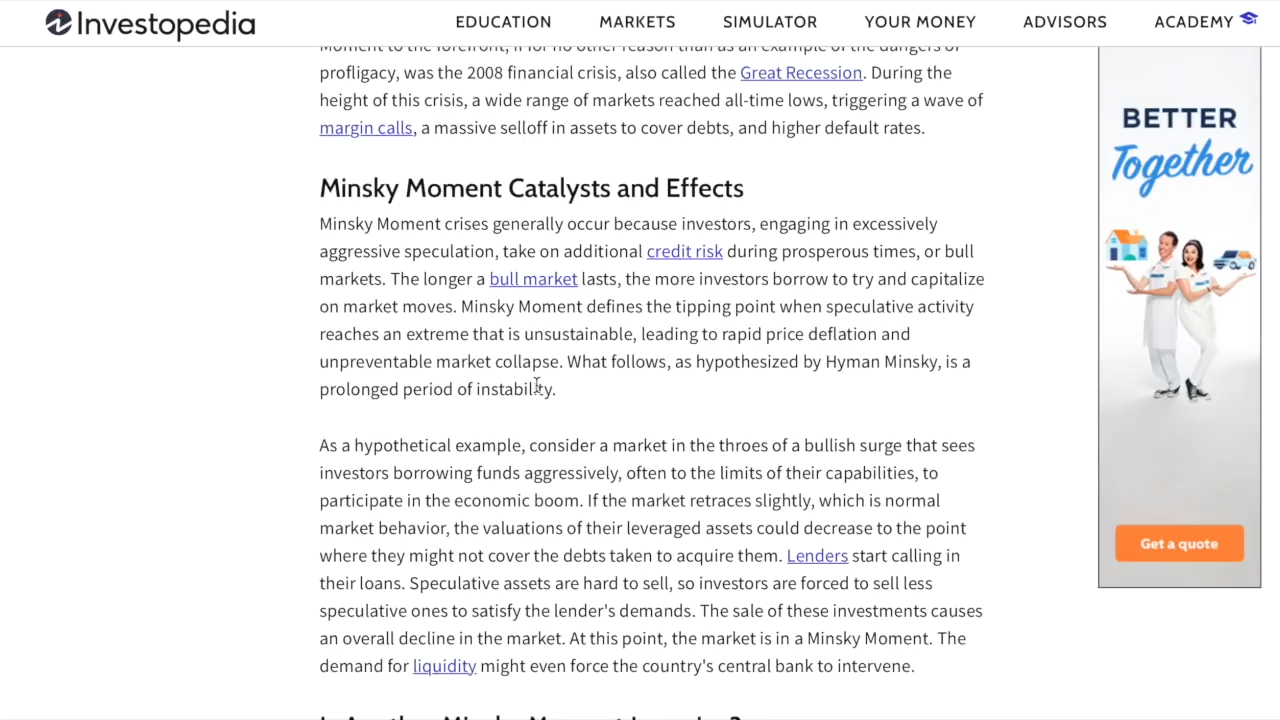 Investopedia
EDUCATION
MARKETS
SIMULATOR
YOUR MONEY
ADVISORS
ACADEMY
Moment to the forefront, if for no other reason than as an example of the dangers of
profligacy, was the 2008 financial crisis, also called the Great Recession. During the
height of this crisis, a wide range of markets reached all-time lows, triggering a wave of
margin calls, a massive selloff in assets to cover debts, and higher default rates.
Minsky Moment Catalysts and Effects
Minsky Moment crises generally occur because investors, engaging in excessively
aggressive speculation, take on additional credit risk during prosperous times, or bull
markets. The longer a bull market lasts, the more investors borrow to try and capitalize
on market moves. Minsky Moment defines the tipping point when speculative activity
reaches an extreme that is unsustainable, leading to rapid price deflation and
unpreventable market collapse. What follows, as hypothesized by Hyman Minsky, is a
prolonged period of instability.
As a hypothetical example, consider a market in the throes of a bullish surge that sees
investors borrowing funds aggressively, often to the limits of their capabilities, to
participate in the economic boom. If the market retraces slightly, which is normal
market behavior, the valuations of their leveraged assets could decrease to the point
where they might not cover the debts taken to acquire them. Lenders start calling in
their loans. Speculative assets are hard to sell, so investors are forced to sell less
speculative ones to satisfy the lender's demands. The sale of these investments causes
an overall decline in the market. At this point, the market is in a Minsky Moment. The
demand for liquidity might even force the country's central bank to intervene.
BETTER
Together
Get a quote